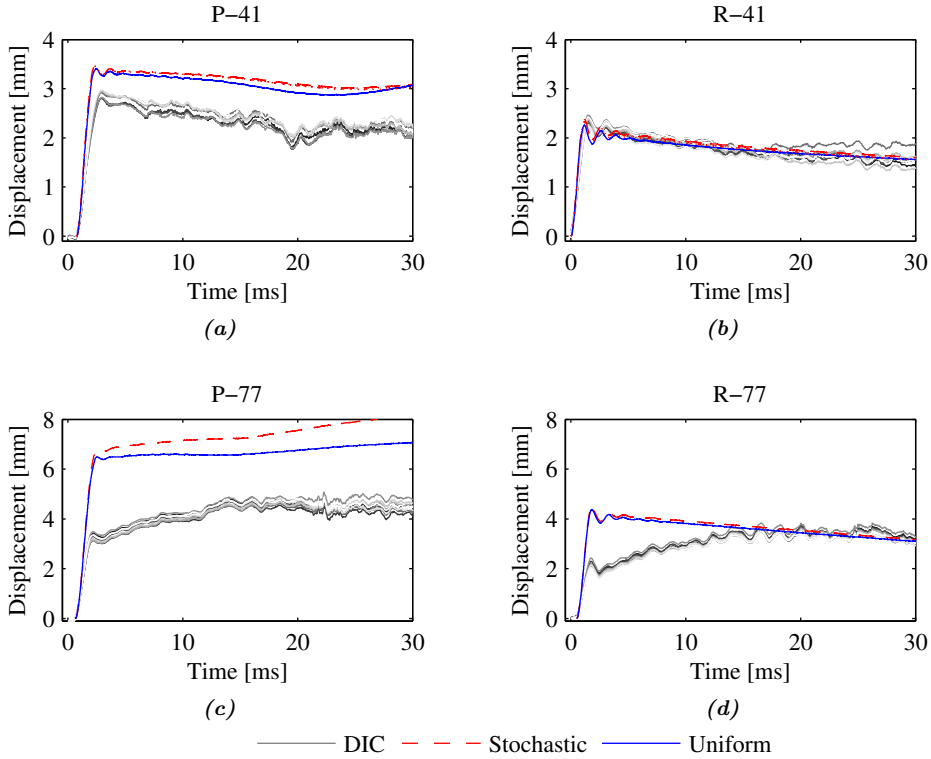 P−41
Displacement [mm]
4
3
2
1
0
0 10 20 30
Time [ms]
(a)
R−41
Displacement [mm]
4
3
2
1
0
0 10 20 30
Time [ms]
(b)
P−77
Displacement [mm]
8
6
4
2
0
0 10 20 30
Time [ms]
(c)
R−77
Displacement [mm]
8
6
4
2
0
0 10 20 30
Time [ms]
(d)
DIC Stochastic Uniform